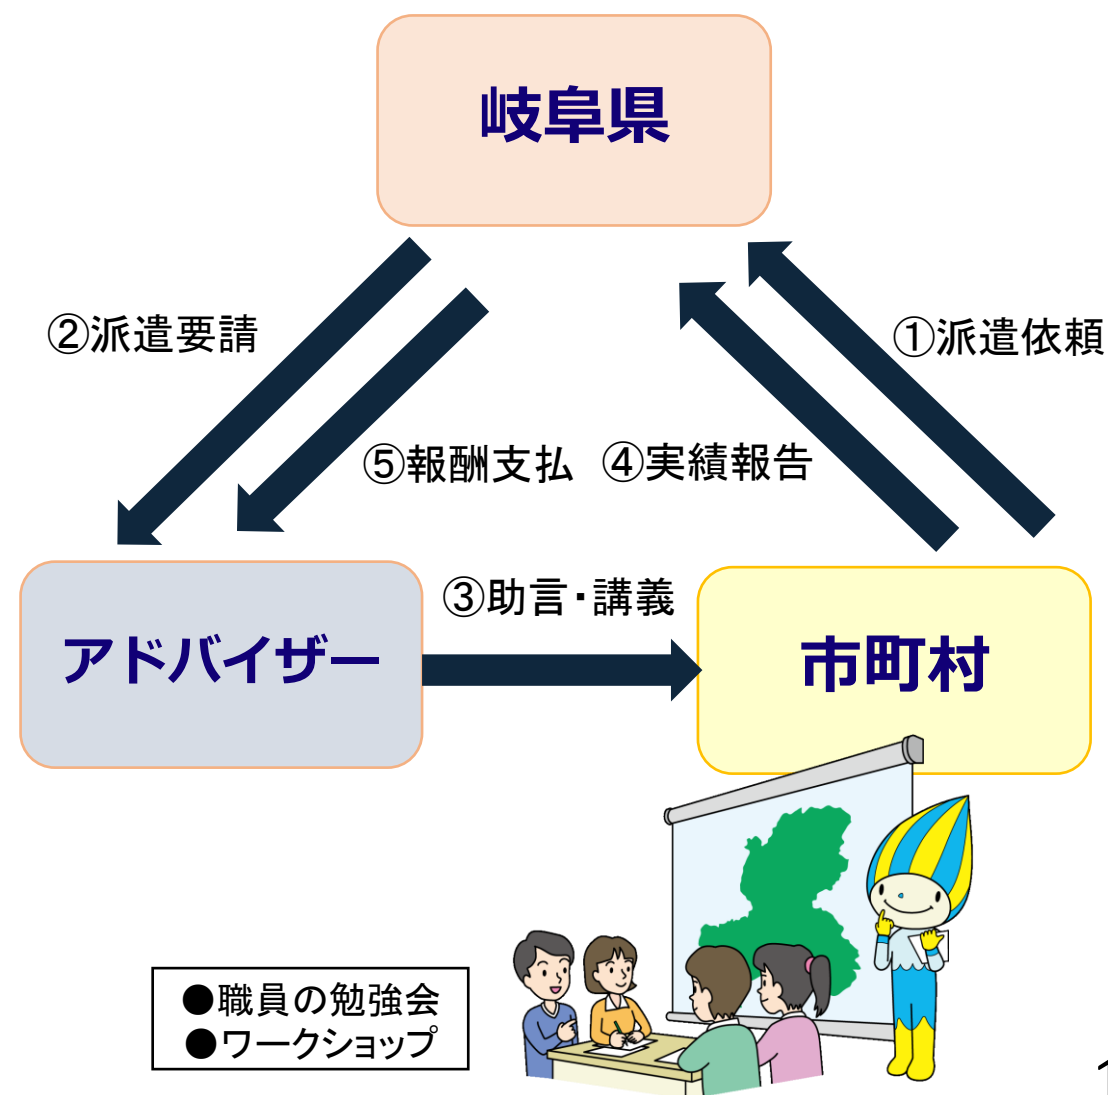 岐阜県
②派遣要請
①派遣依頼
⑤報酬支払
④実績報告
③助言・講義
アドバイザー
市町村
●職員の勉強会
●ワークショップ